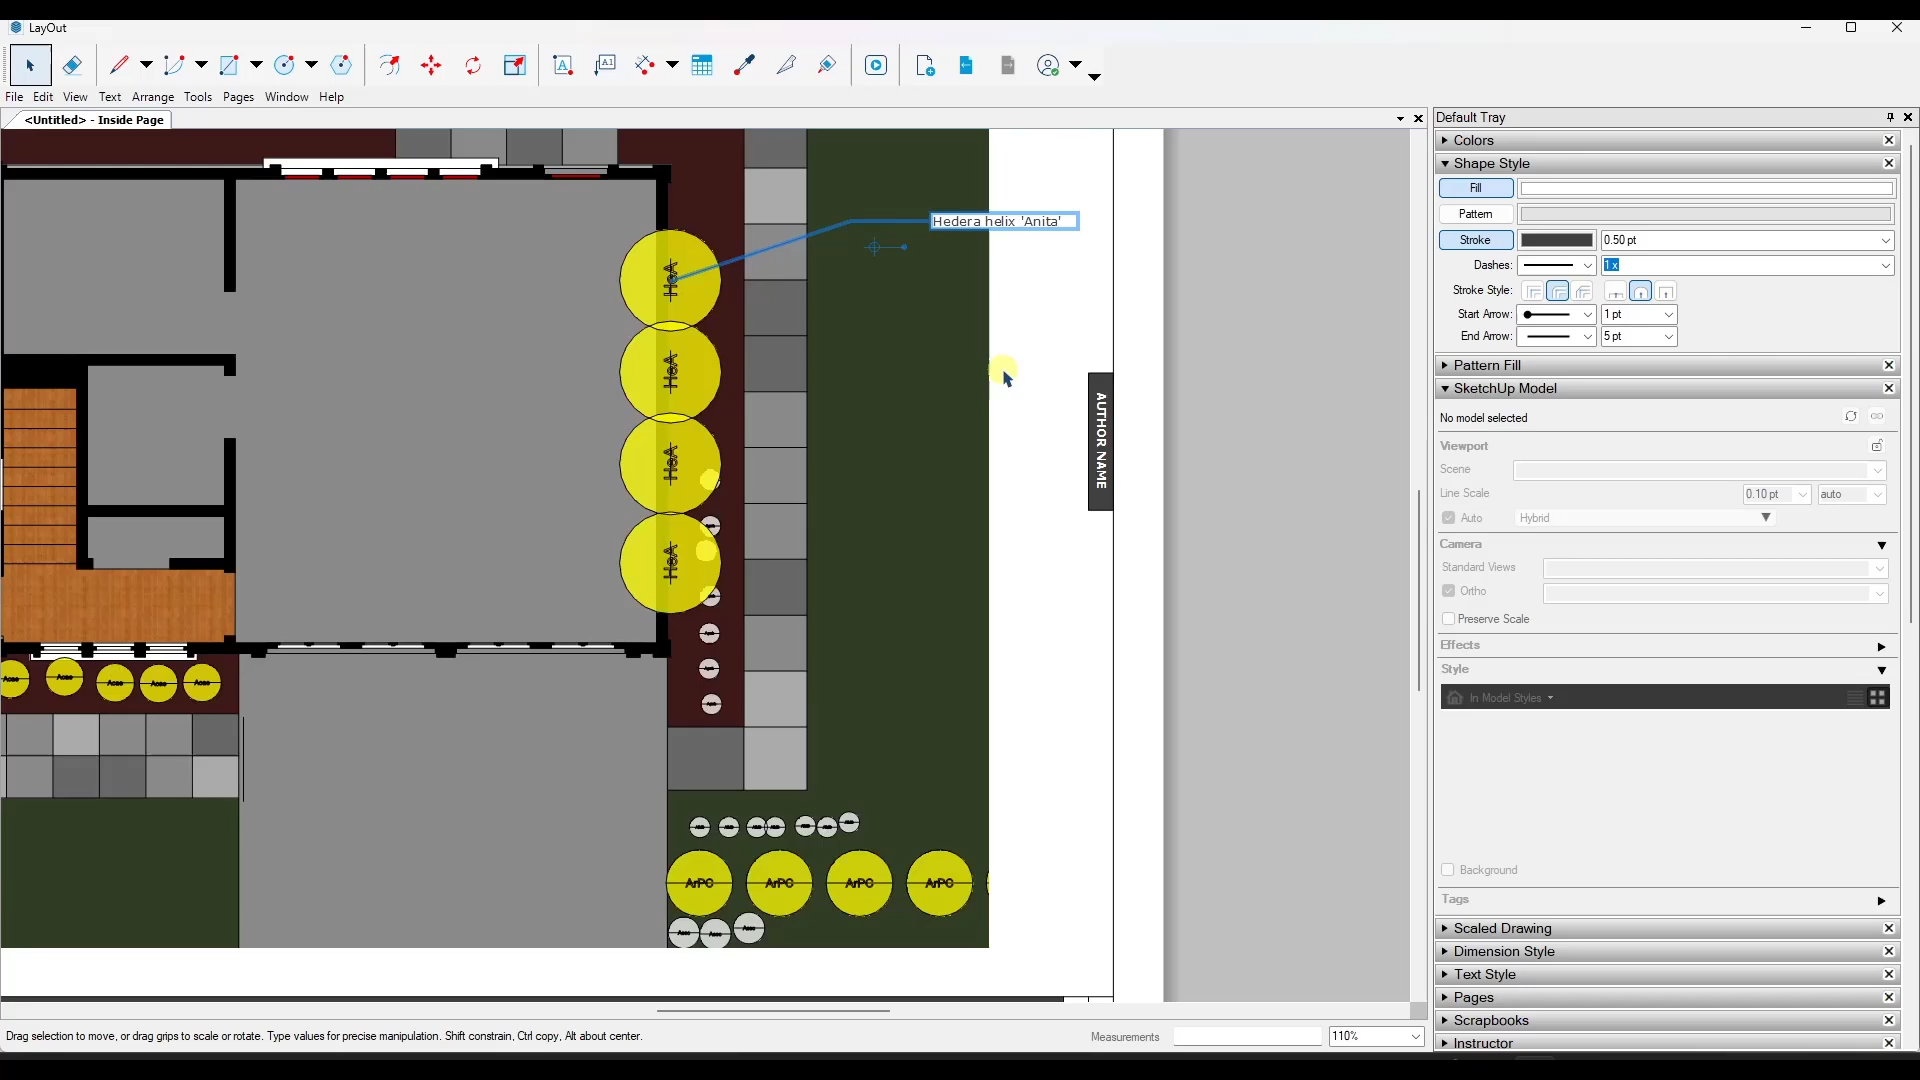 LayOut
File Edit View Text Arrange Tools Pages Window Help
<Untitled> - Inside Page
Default Tray
Colors
Shape Style
Fill
Pattern
Stroke 0.50 pt
Dashes: 1 x
Stroke Style:
Start Arrow: 1 pt
End Arrow: 5 pt
Pattern Fill
SketchUp Model
No model selected
Viewport
Scene
Line Scale 0.10 pt auto
Auto Hybrid
Camera
Standard Views
Ortho
Preserve Scale
Effects
Style
In Model Styles
Background
Tags
Scaled Drawing
Dimension Style
Text Style
Pages
Scrapbooks
Instructor
Hedera helix 'Anita'
HeA
HeA
HeA
HeA
AUTHOR NAME
ArPC ArPC ArPC ArPC
Drag selection to move, or drag grips to scale or rotate. Type values for precise manipulation. Shift constrain, Ctrl copy, Alt about center.
Measurements
110%